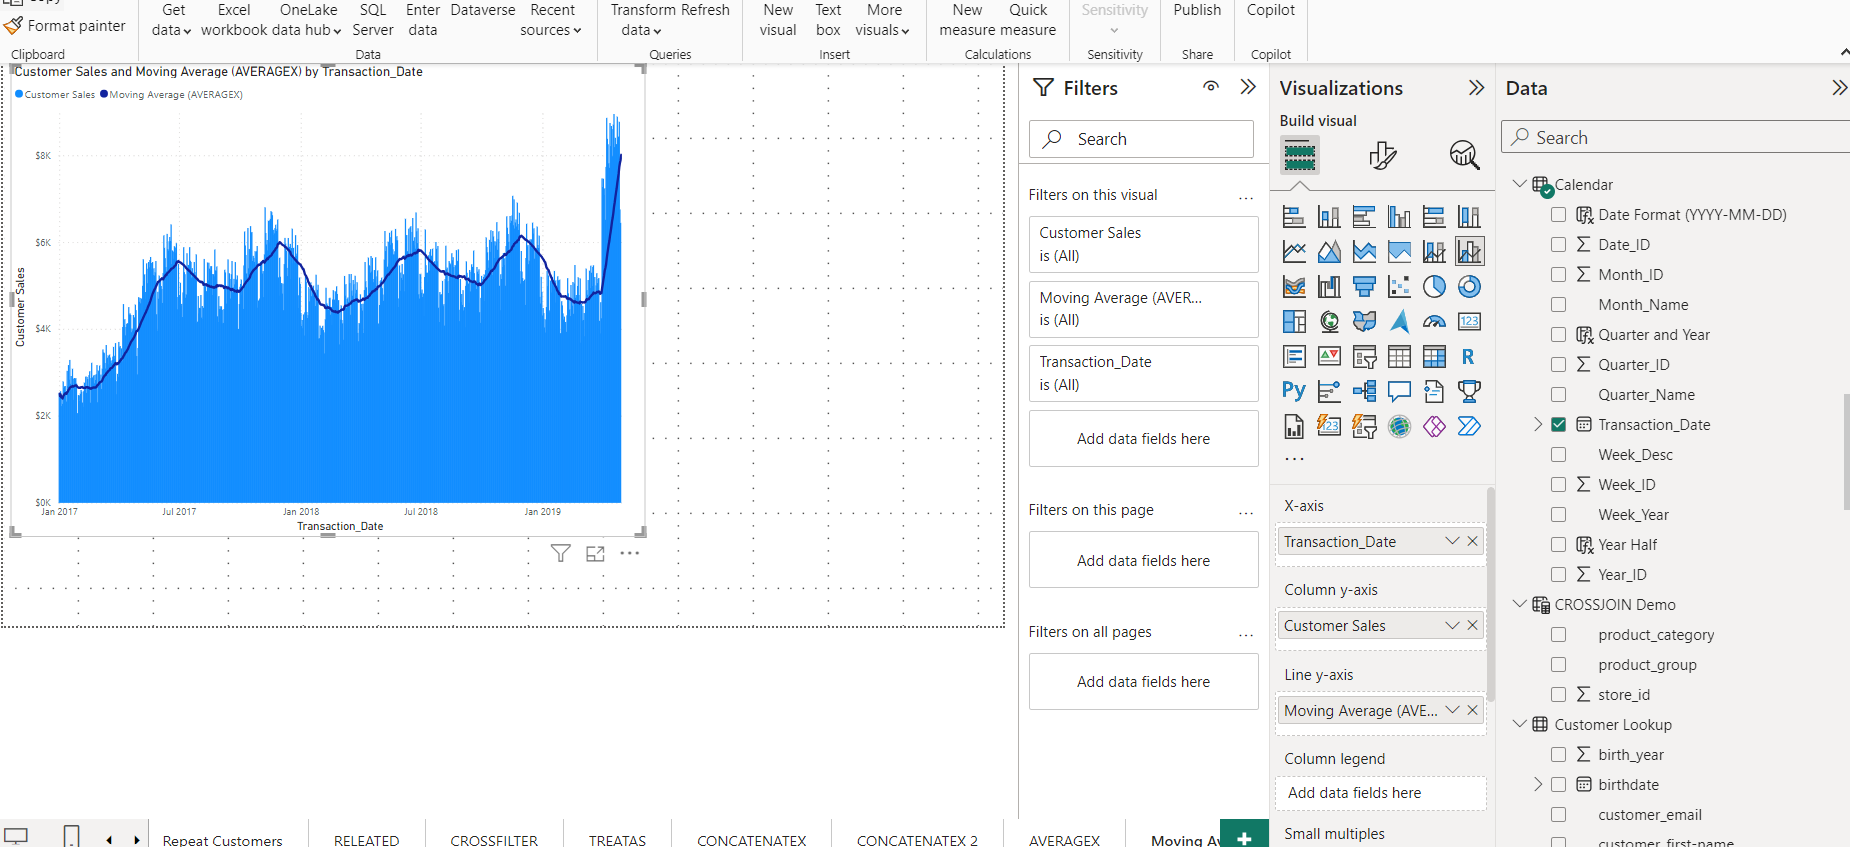 Copy
Format painter
Clipboard
Get data
Excel workbook
OneLake data hub
SQL Server
Enter data
Dataverse
Recent sources
Data
Transform data
Refresh
Queries
New visual
Text box
More visuals
Insert
New measure
Quick measure
Calculations
Sensitivity
Sensitivity
Publish
Share
Copilot
Copilot
Customer Sales and Moving Average (AVERAGEX) by Transaction_Date
Customer Sales
Moving Average (AVERAGEX)
Customer Sales
$8K
$6K
$4K
$2K
$0K
Jan 2017
Jul 2017
Jan 2018
Jul 2018
Jan 2019
Transaction_Date
Filters
Search
Filters on this visual
...
Customer Sales
is (All)
Moving Average (AVER...
is (All)
Transaction_Date
is (All)
Add data fields here
Filters on this page
...
Add data fields here
Filters on all pages
...
Add data fields here
Visualizations
Build visual
123
R
Py
123
...
X-axis
Transaction_Date
Column y-axis
Customer Sales
Line y-axis
Moving Average (AVE...
Column legend
Add data fields here
Small multiples
Data
Search
Calendar
Date Format (YYYY-MM-DD)
Date_ID
Month_ID
Month_Name
Quarter and Year
Quarter_ID
Quarter_Name
Transaction_Date
Week_Desc
Week_ID
Week_Year
Year Half
Year_ID
CROSSJOIN Demo
product_category
product_group
store_id
Customer Lookup
birth_year
birthdate
customer_email
customer_first-name
Repeat Customers
RELEATED
CROSSFILTER
TREATAS
CONCATENATEX
CONCATENATEX 2
AVERAGEX
Moving Av